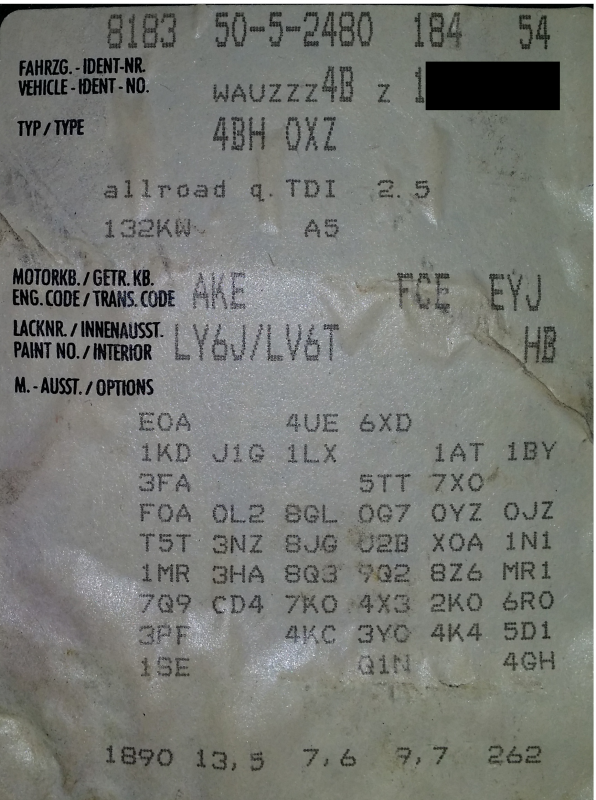 8183 50-5-2480 184 54
FAHRZG.-IDENT-NR.
VEHICLE-IDENT-NO. WAUZZZ4B Z 1
TYP/TYPE 4BH 0XZ
allroad q.TDI 2.5
132KW A5
MOTORKB./GETR.KB.
ENG.CODE/TRANS.CODE AKE FCE EYJ
LACKNR./INNENAUSST.
PAINT NO./INTERIOR LY6J/LV6T HB
M.-AUSST./OPTIONS
E0A 4UE 6XD
1KD J1G 1LX 1AT 1BY
3FA 5TT 7X0
F0A 0L2 8GL 0G7 0YZ 0JZ
T5T 3NZ 8JG U2B X0A 1N1
1MR 3HA 8Q3 9Q2 8Z6 MR1
7Q9 CD4 7K0 4X3 2K0 6R0
3PF 4KC 3Y0 4K4 5D1
1SE Q1N 4GH
1890 13,5 7,6 9,7 262